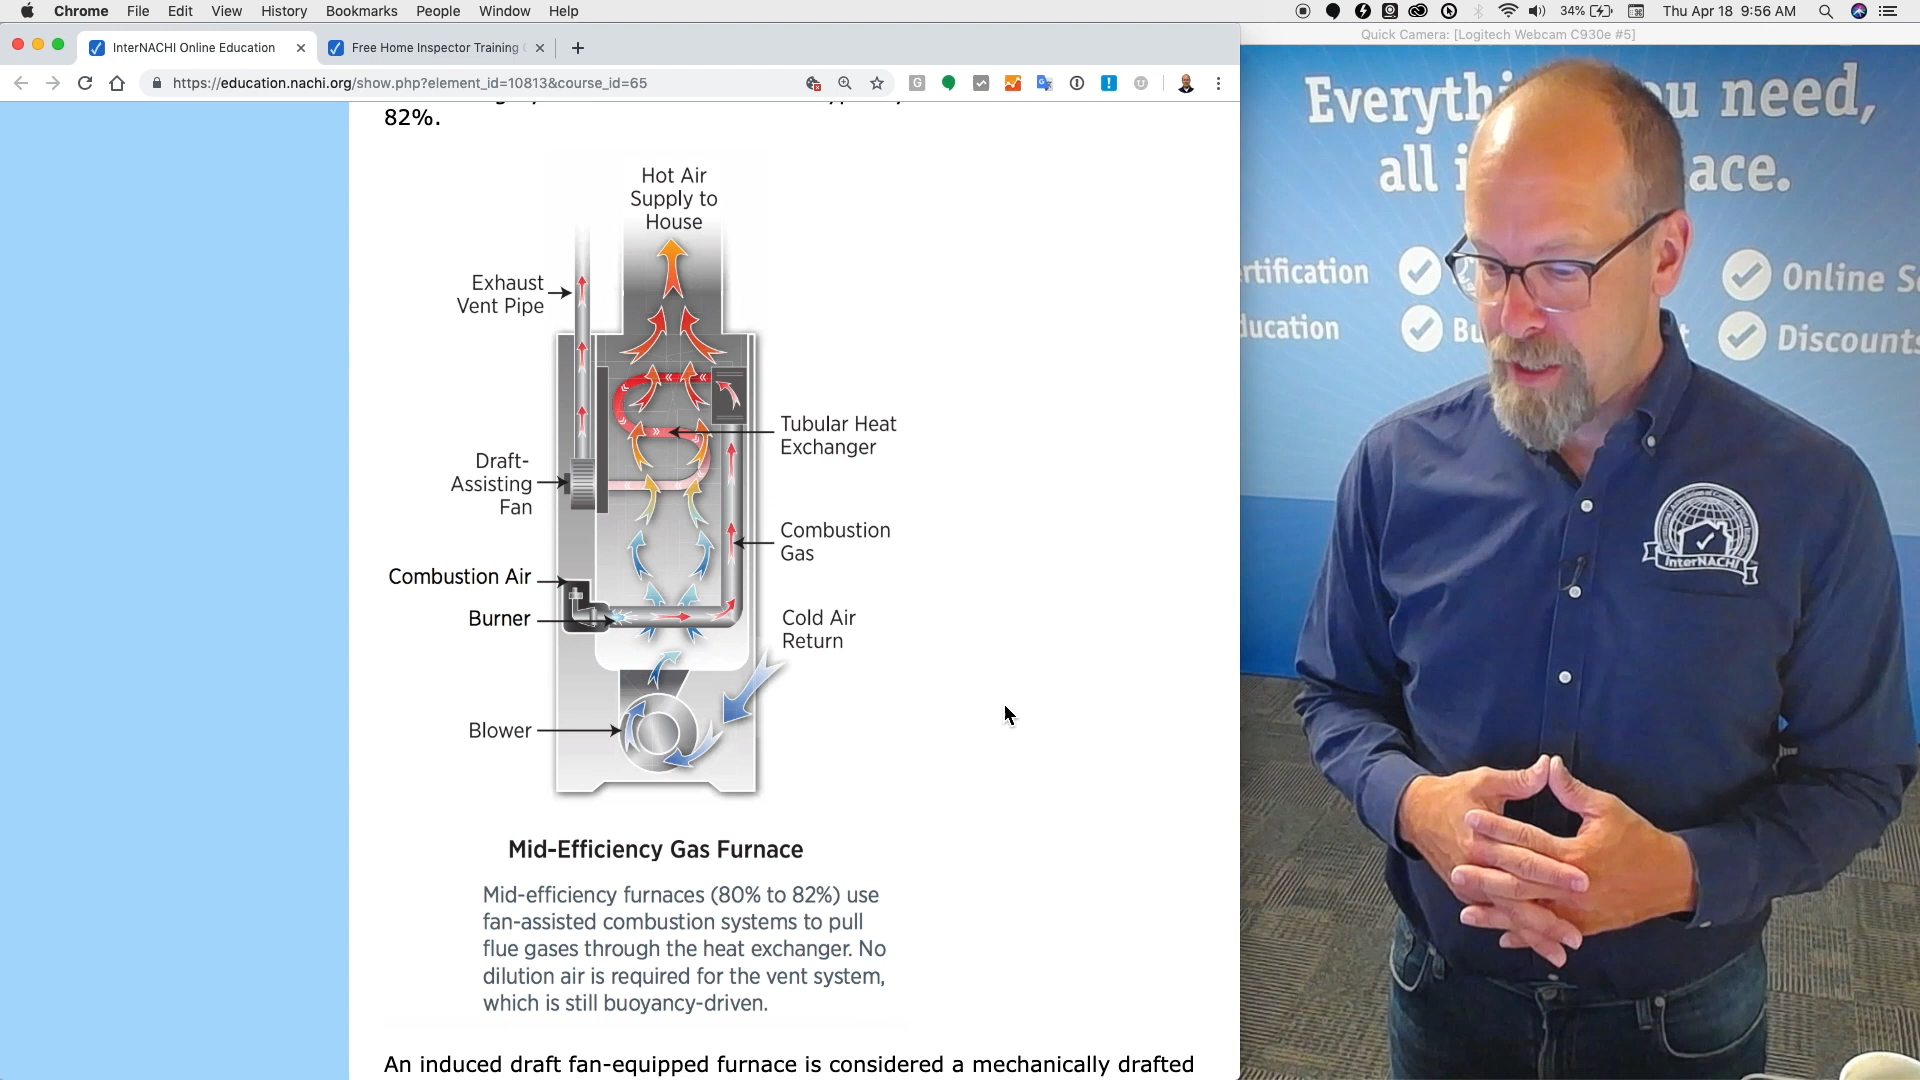 Chrome File Edit View History Bookmarks People Window Help
34% Thu Apr 18 9:56 AM
Quick Camera: [Logitech Webcam C930e #5]
InterNACHI Online Education
Free Home Inspector Training
https://education.nachi.org/show.php?element_id=10813&course_id=65
82%.
Hot Air
Supply to
House
Exhaust
Vent Pipe
Tubular Heat
Exchanger
Draft-
Assisting
Fan
Combustion
Gas
Combustion Air
Burner
Cold Air
Return
Blower
Mid-Efficiency Gas Furnace
Mid-efficiency furnaces (80% to 82%) use
fan-assisted combustion systems to pull
flue gases through the heat exchanger. No
dilution air is required for the vent system,
which is still buoyancy-driven.
An induced draft fan-equipped furnace is considered a mechanically drafted
Everythi u need,
all i ace.
rtification
Online S
ducation
Bu t
Discounts
InterNACHI